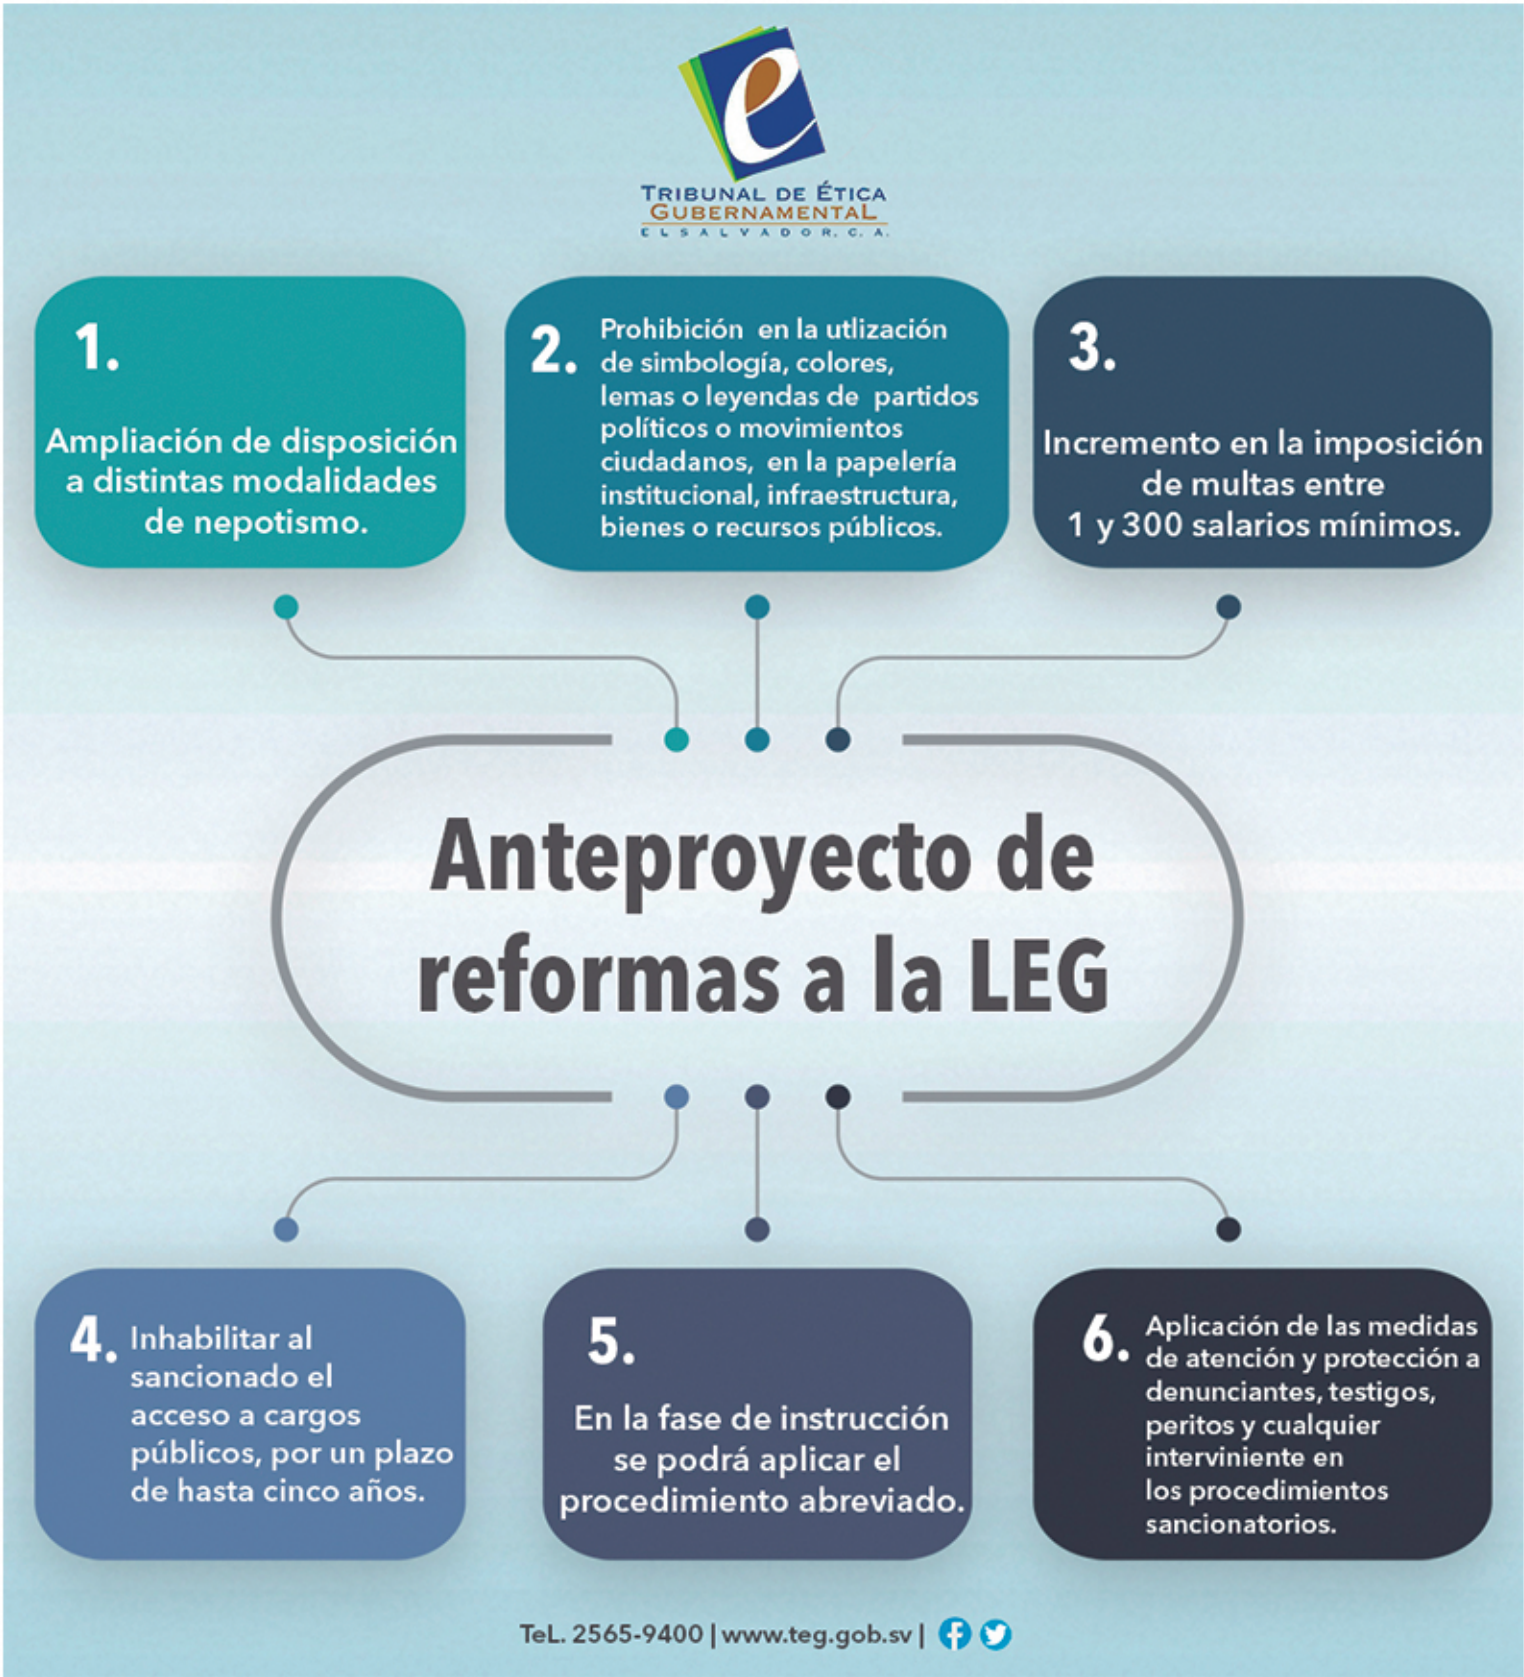 e
TRIBUNAL DE ÉTICA
GUBERNAMENTAL
EL SALVADOR, C. A.
1.
Ampliación de disposición
a distintas modalidades
de nepotismo.
2.
Prohibición en la utlización
de simbología, colores,
lemas o leyendas de partidos
políticos o movimientos
ciudadanos, en la papelería
institucional, infraestructura,
bienes o recursos públicos.
3.
Incremento en la imposición
de multas entre
1 y 300 salarios mínimos.
Anteproyecto de
reformas a la LEG
4.
Inhabilitar al
sancionado el
acceso a cargos
públicos, por un plazo
de hasta cinco años.
5.
En la fase de instrucción
se podrá aplicar el
procedimiento abreviado.
6.
Aplicación de las medidas
de atención y protección a
denunciantes, testigos,
peritos y cualquier
interviniente en
los procedimientos
sancionatorios.
TeL. 2565-9400 | www.teg.gob.sv |